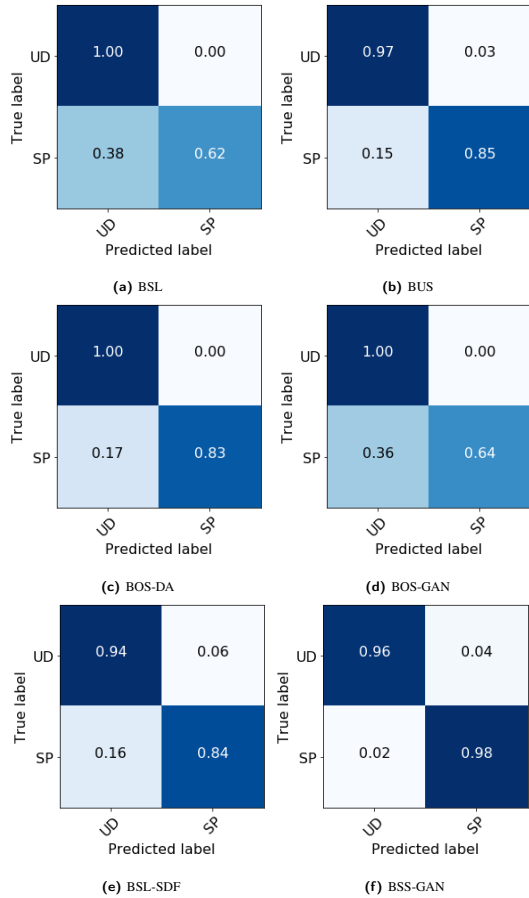 UD 1.00 0.00
SP 0.38 0.62
True label
UD SP
Predicted label
(a) BSL
UD 0.97 0.03
SP 0.15 0.85
True label
UD SP
Predicted label
(b) BUS
UD 1.00 0.00
SP 0.17 0.83
True label
UD SP
Predicted label
(c) BOS-DA
UD 1.00 0.00
SP 0.36 0.64
True label
UD SP
Predicted label
(d) BOS-GAN
UD 0.94 0.06
SP 0.16 0.84
True label
UD SP
Predicted label
(e) BSL-SDF
UD 0.96 0.04
SP 0.02 0.98
True label
UD SP
Predicted label
(f) BSS-GAN